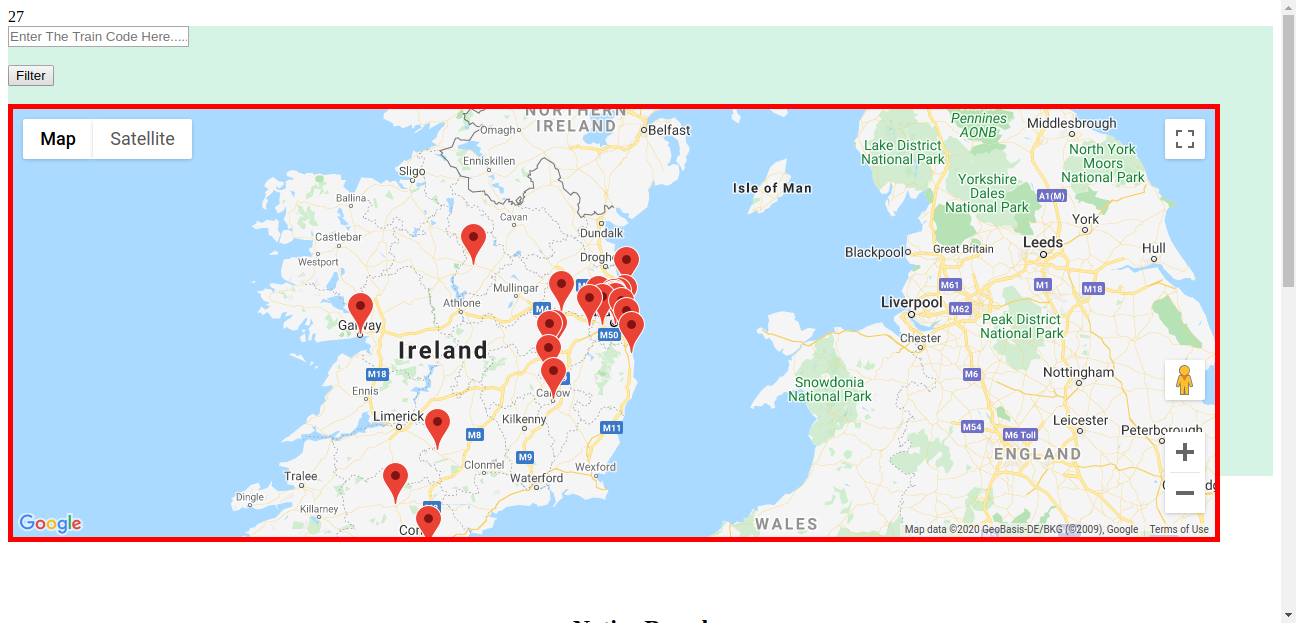 27
Enter The Train Code Here.....
Filter
Map
Satellite
NORTHERN
IRELAND
Omagh
Belfast
Enniskillen
Sligo
Ballina
Cavan
Castlebar
Westport
Dundalk
Mullingar
Athlone
M4
M50
Galway
Ireland
M18
Ennis
Limerick
Carlow
Kilkenny
M8
M11
M9
Clonmel
Wexford
Waterford
Tralee
Dingle
Killarney
Isle of Man
Pennines
AONB
Middlesbrough
Lake District
National Park
North York
Moors
National Park
Yorkshire
Dales
National Park
A1(M)
York
Blackpool
Great Britain
Leeds
Hull
M61
M1
M18
Liverpool
M62
Peak District
National Park
Chester
M6
Nottingham
Snowdonia
National Park
M54
M6 Toll
Leicester
Peterborough
ENGLAND
WALES
Google
Map data ©2020 GeoBasis-DE/BKG (©2009), Google
Terms of Use